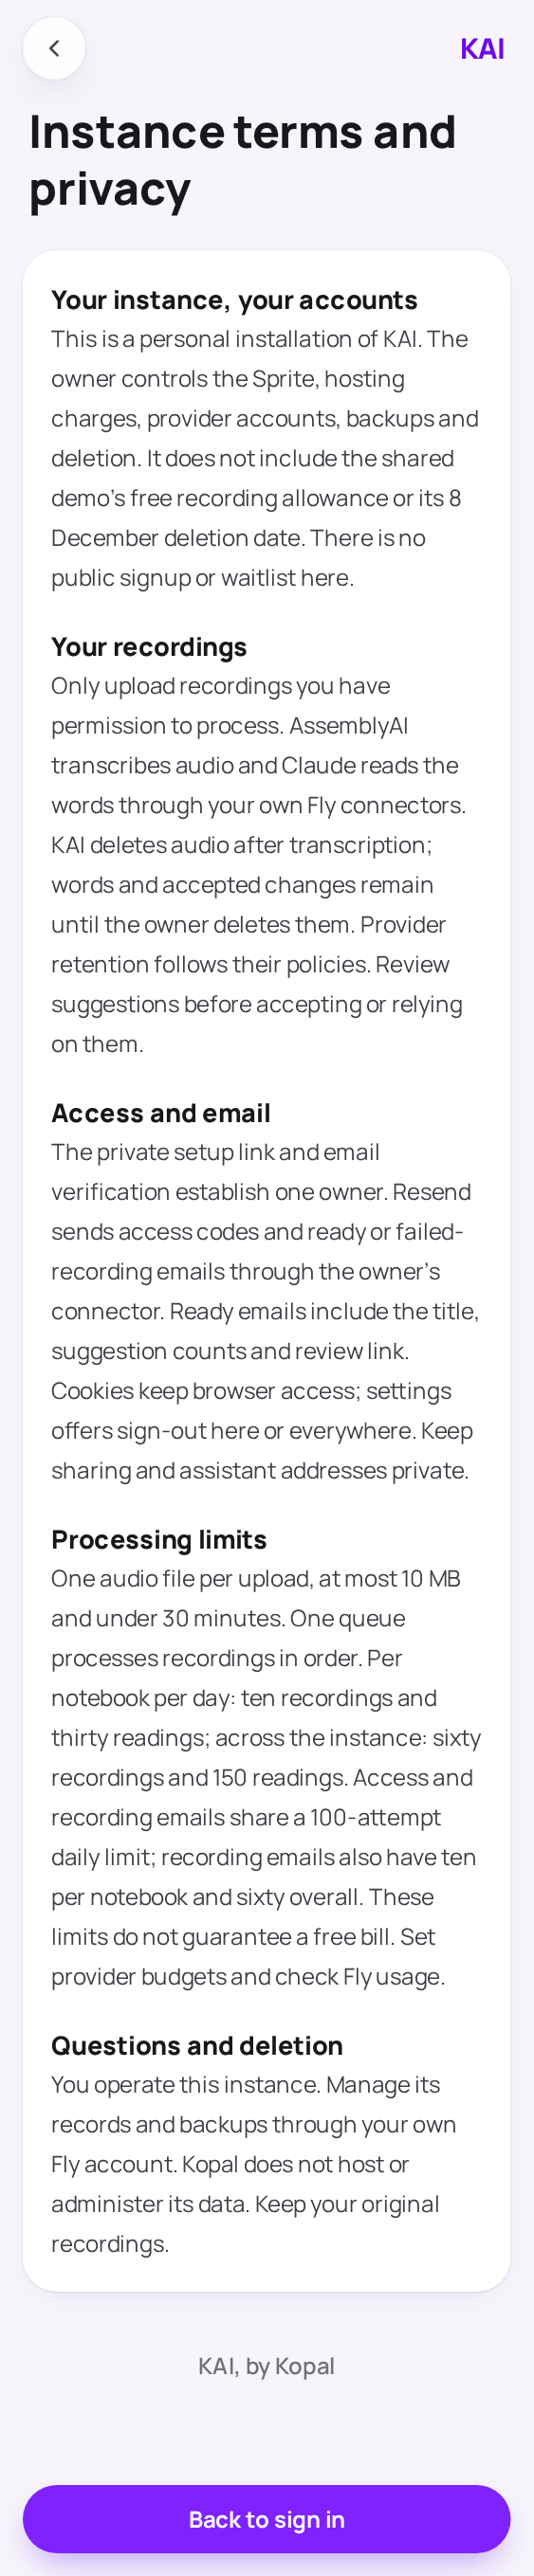 KAI
Instance terms and
privacy
Your instance, your accounts
This is a personal installation of KAI. The
owner controls the Sprite, hosting
charges, provider accounts, backups and
deletion. It does not include the shared
demo's free recording allowance or its 8
December deletion date. There is no
public signup or waitlist here.
Your recordings
Only upload recordings you have
permission to process. AssemblyAI
transcribes audio and Claude reads the
words through your own Fly connectors.
KAI deletes audio after transcription;
words and accepted changes remain
until the owner deletes them. Provider
retention follows their policies. Review
suggestions before accepting or relying
on them.
Access and email
The private setup link and email
verification establish one owner. Resend
sends access codes and ready or failed-
recording emails through the owner's
connector. Ready emails include the title,
suggestion counts and review link.
Cookies keep browser access; settings
offers sign-out here or everywhere. Keep
sharing and assistant addresses private.
Processing limits
One audio file per upload, at most 10 MB
and under 30 minutes. One queue
processes recordings in order. Per
notebook per day: ten recordings and
thirty readings; across the instance: sixty
recordings and 150 readings. Access and
recording emails share a 100-attempt
daily limit; recording emails also have ten
per notebook and sixty overall. These
limits do not guarantee a free bill. Set
provider budgets and check Fly usage.
Questions and deletion
You operate this instance. Manage its
records and backups through your own
Fly account. Kopal does not host or
administer its data. Keep your original
recordings.
KAI, by Kopal
Back to sign in